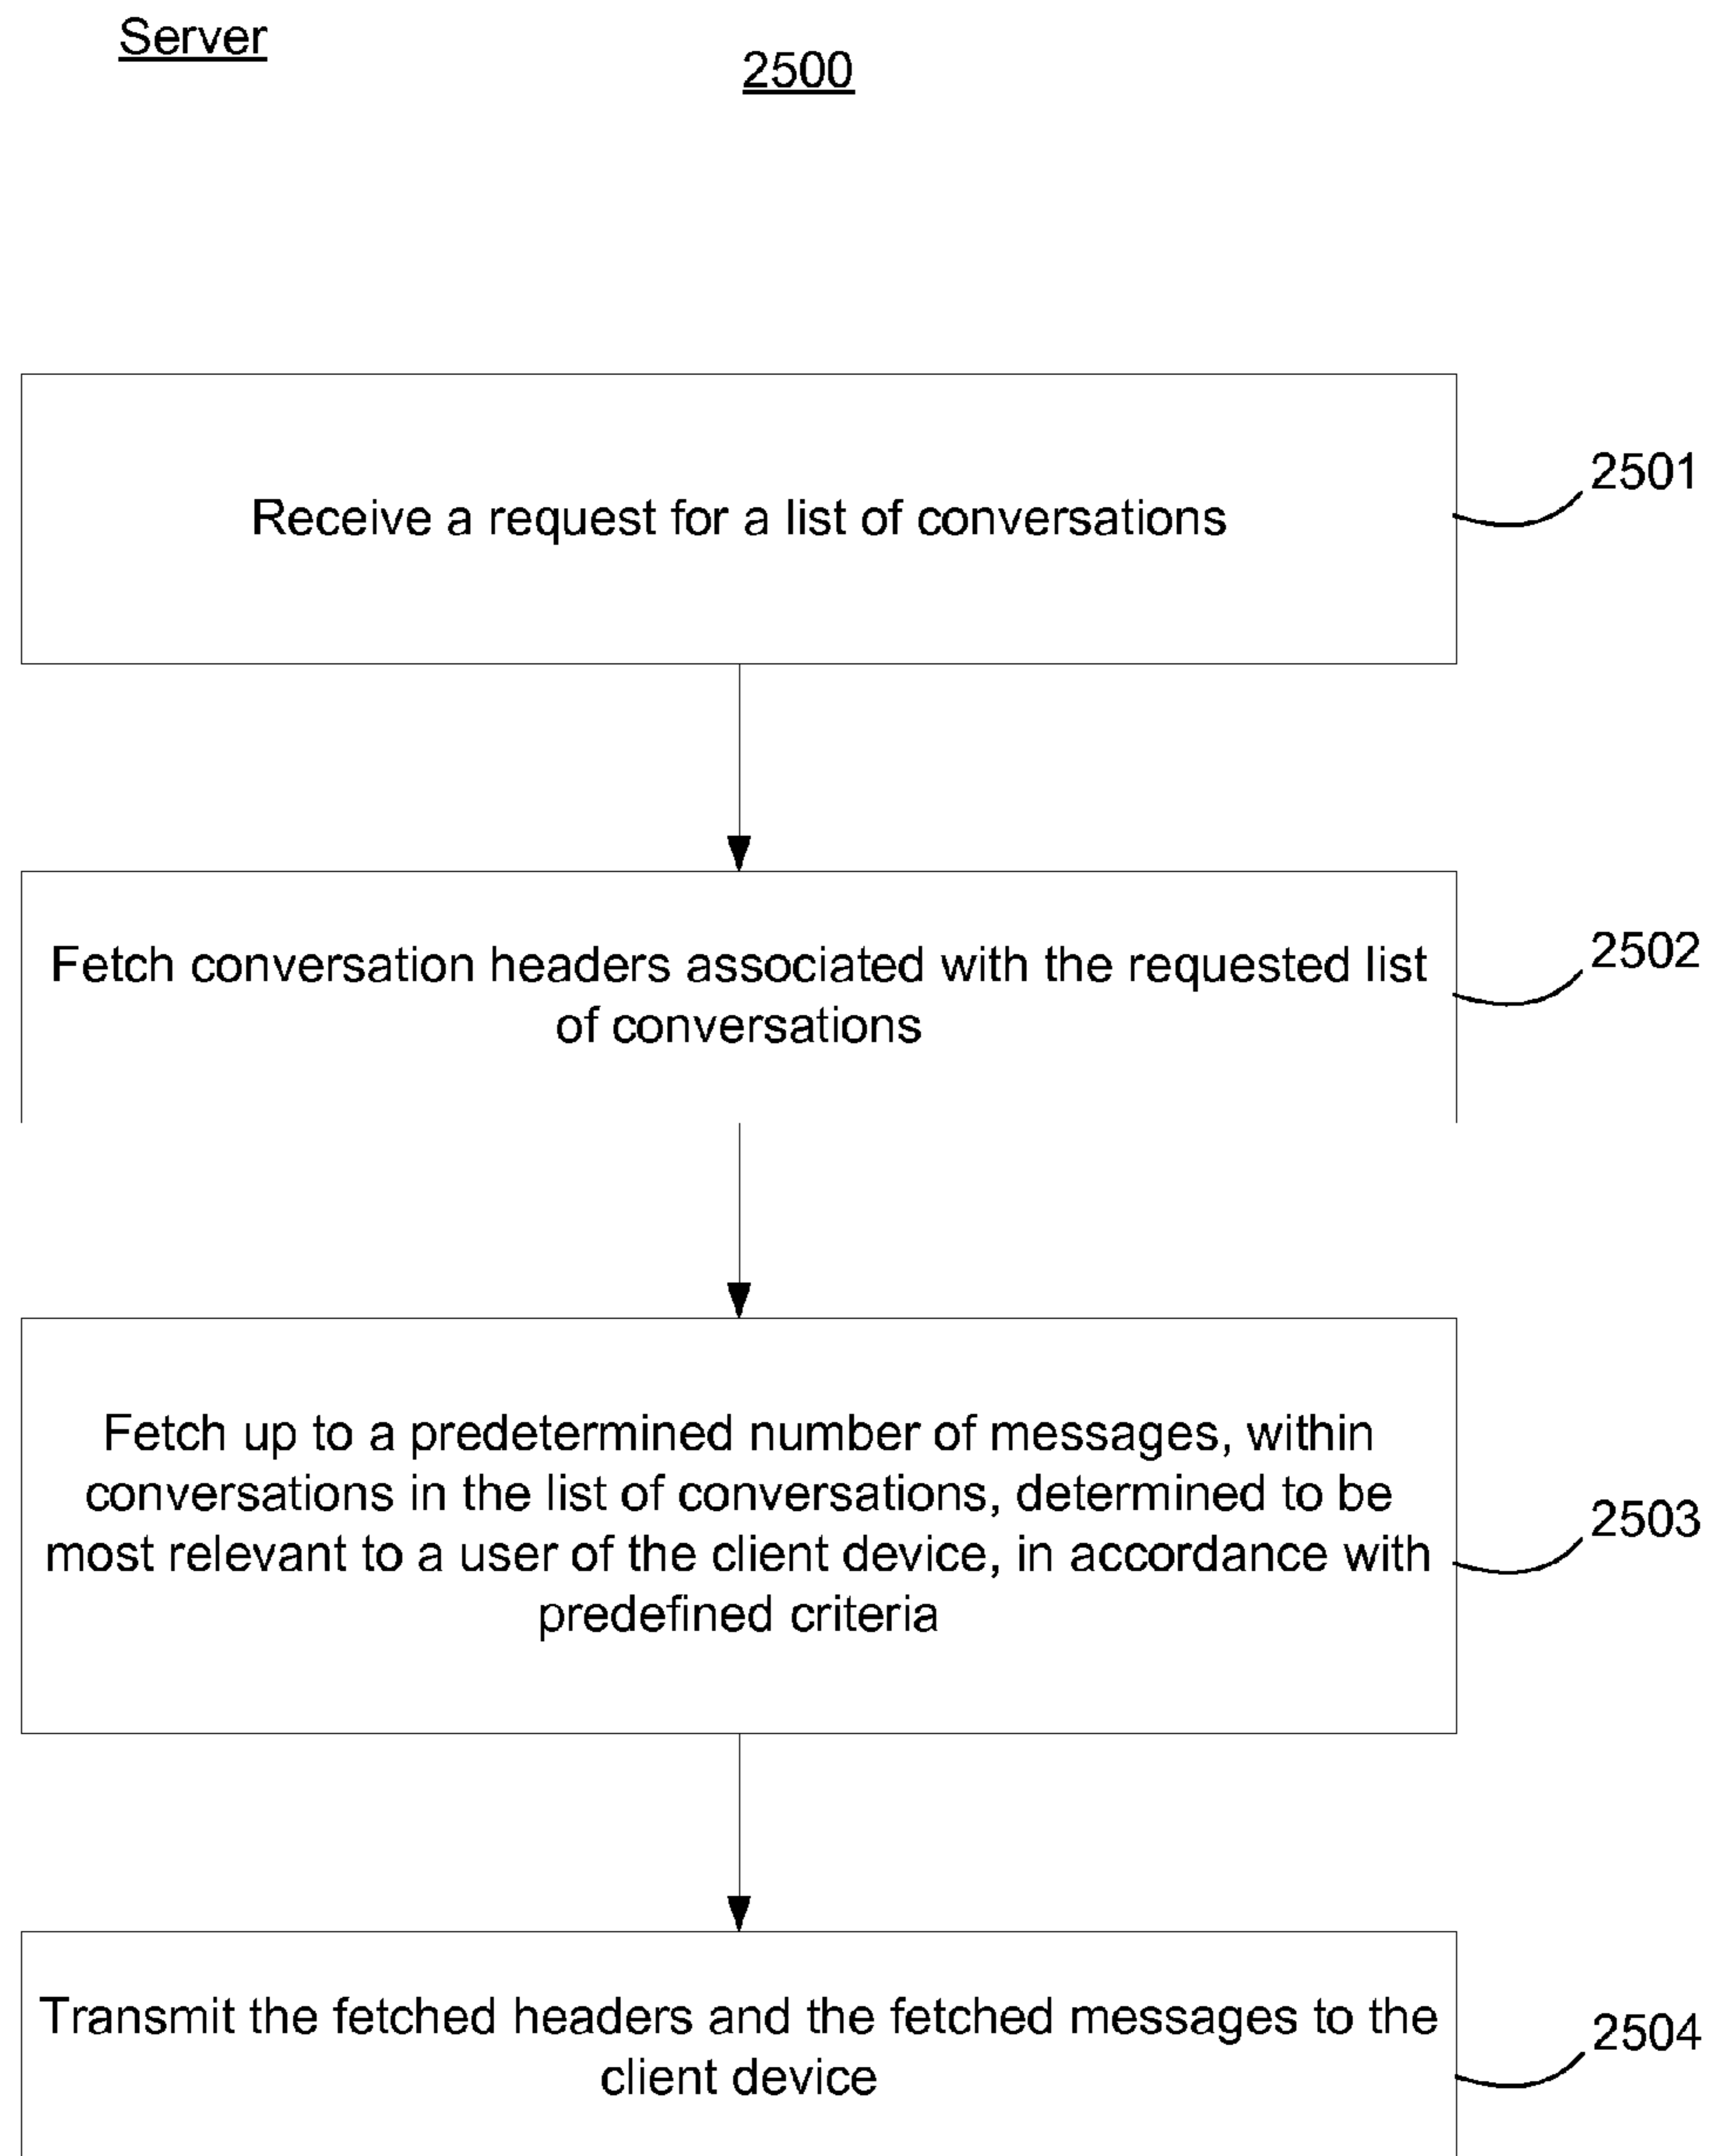 Server
2500
Receive a request for a list of conversations
2501
Fetch conversation headers associated with the requested list
of conversations
2502
Fetch up to a predetermined number of messages, within
conversations in the list of conversations, determined to be
most relevant to a user of the client device, in accordance with
predefined criteria
2503
Transmit the fetched headers and the fetched messages to the
client device
2504